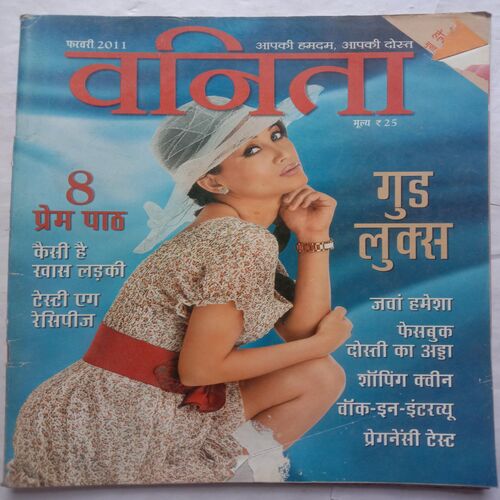 फरवरी 2011
आपकी हमदम, आपकी दोस्त
वनिता
मूल्य ₹ 25
8
प्रेम पाठ
कैसी है
खास लड़की
टेस्टी एग
रेसिपीज
गुड
लुक्स
जवां हमेशा
फेसबुक
दोस्ती का अड्डा
शॉपिंग क्वीन
वॉक-इन-इंटरव्यू
प्रेगनेंसी टेस्ट